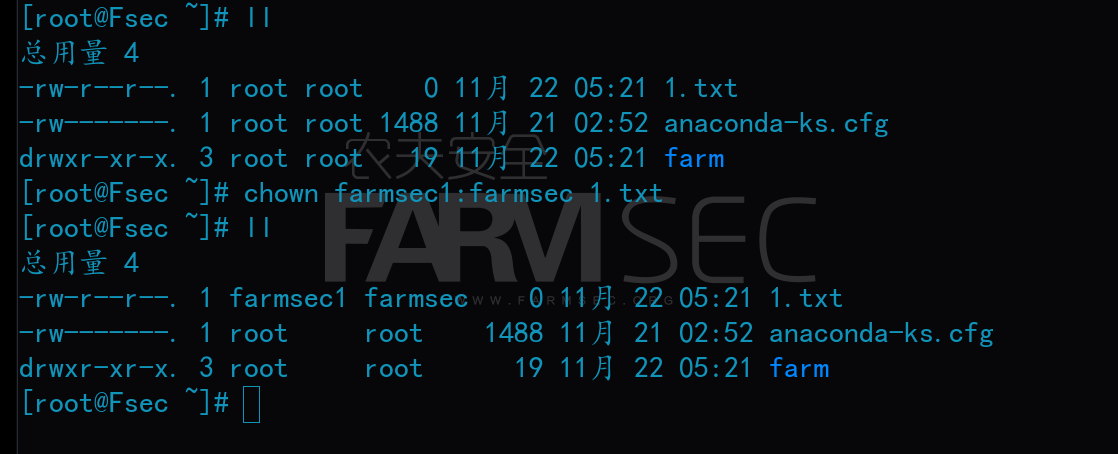 [root@Fsec ~]# ll
总用量 4
-rw-r--r--. 1 root root    0 11月 22 05:21 1.txt
-rw-------. 1 root root 1488 11月 21 02:52 anaconda-ks.cfg
drwxr-xr-x. 3 root root   19 11月 22 05:21 farm
[root@Fsec ~]# chown farmsec1:farmsec 1.txt
[root@Fsec ~]# ll
总用量 4
-rw-r--r--. 1 farmsec1 farmsec    0 11月 22 05:21 1.txt
-rw-------. 1 root     root    1488 11月 21 02:52 anaconda-ks.cfg
drwxr-xr-x. 3 root     root      19 11月 22 05:21 farm
[root@Fsec ~]#
农夫安全
FARMSEC
WWW.FARMSEC.ORG